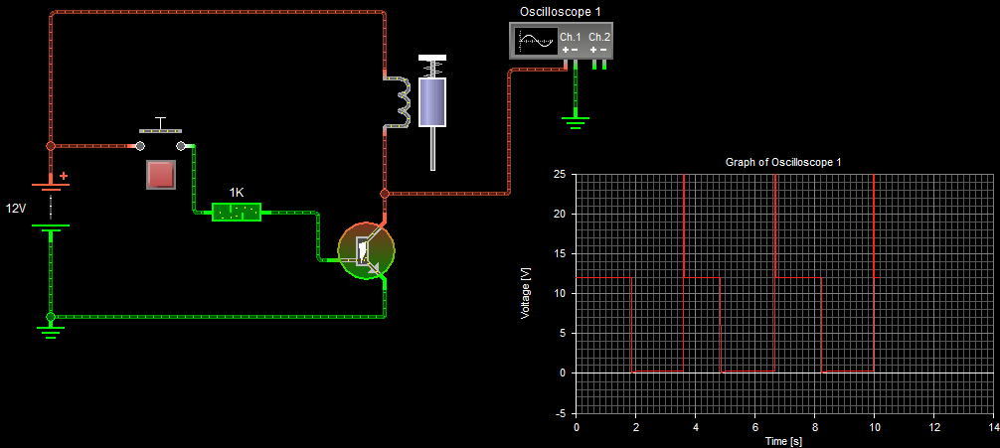 Oscilloscope 1
Ch.1 Ch.2
+ - + -
+
12V
1K
Graph of Oscilloscope 1
25
20
15
10
5
0
-5
Voltage [V]
0 2 4 6 8 10 12 14
Time [s]